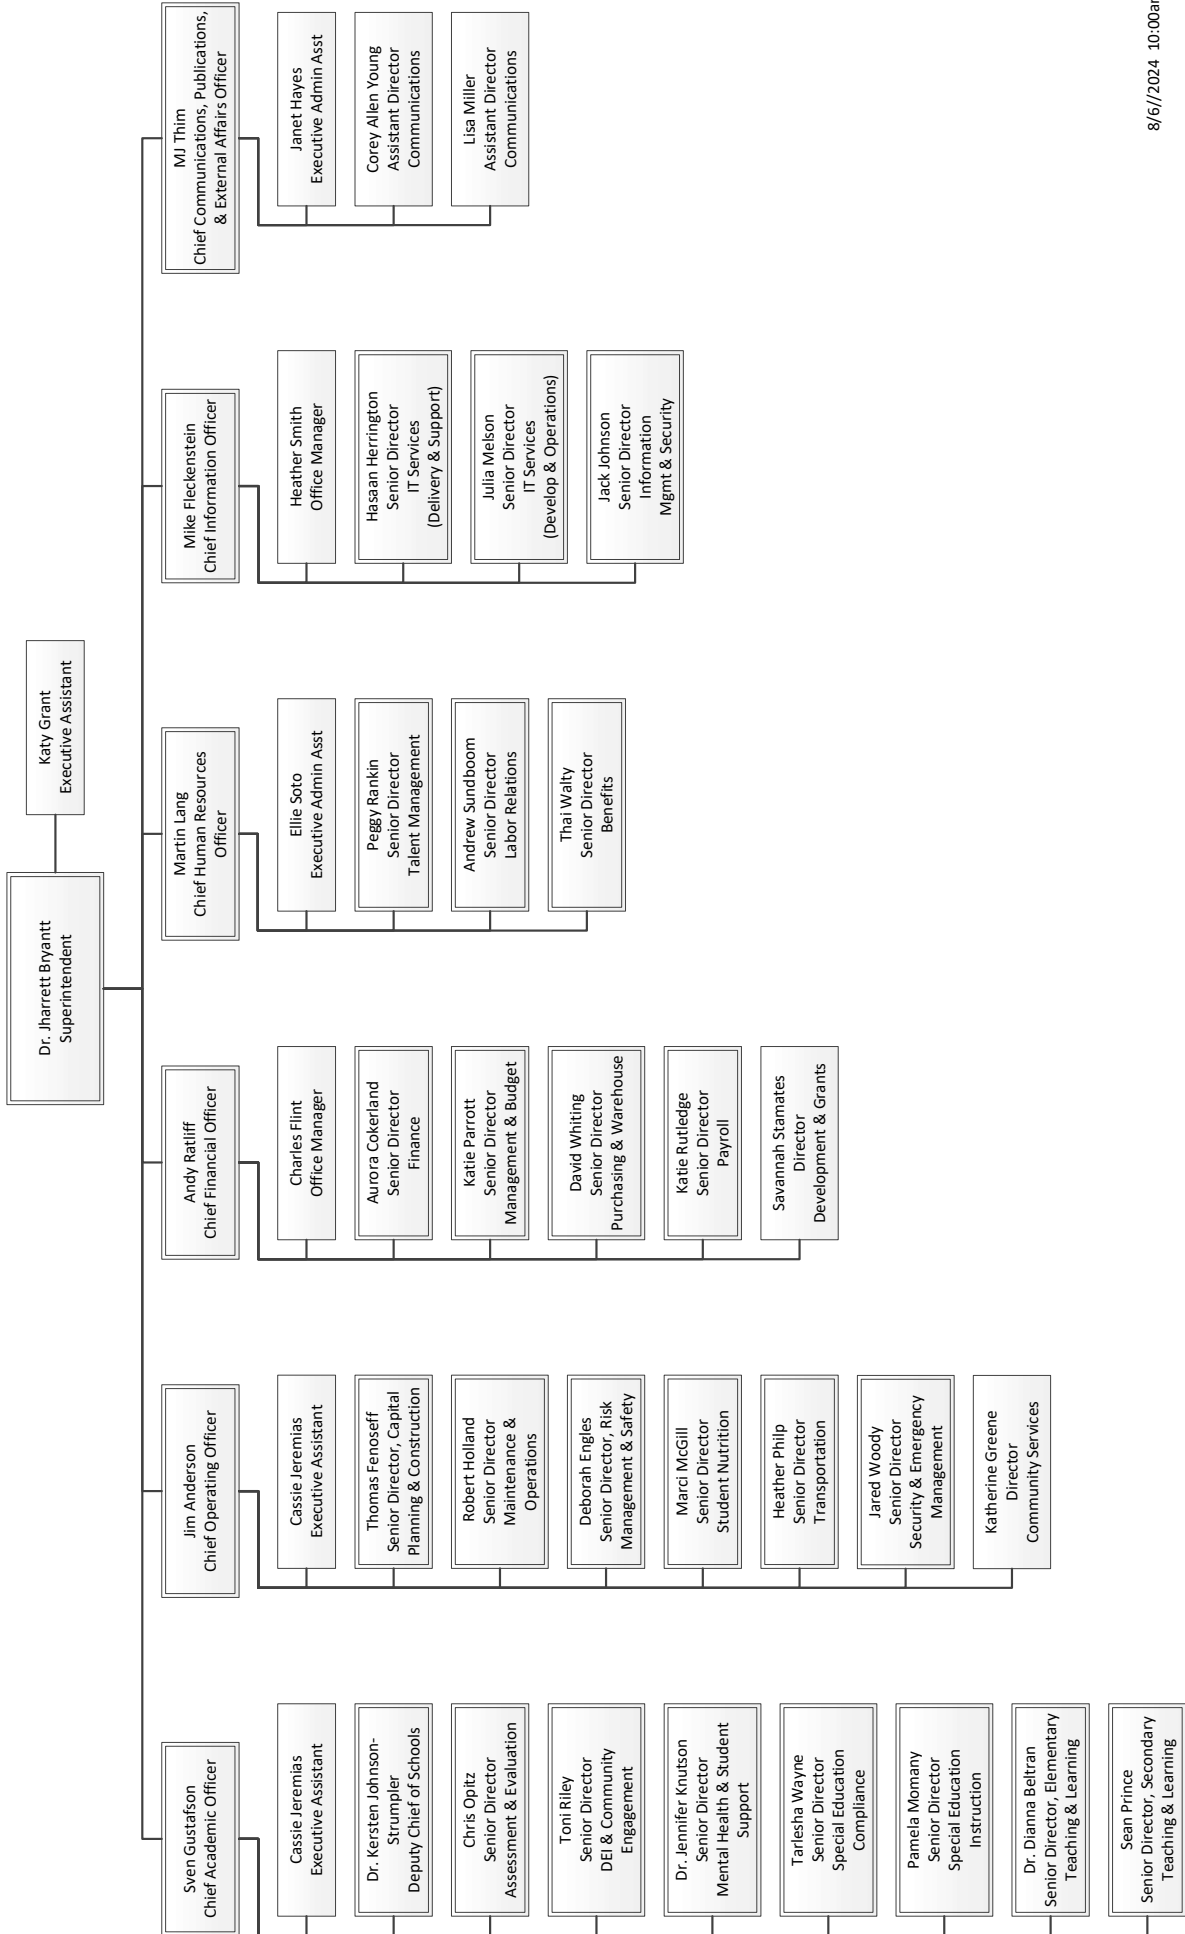 Dr. Jharrett Bryantt
Superintendent
Katy Grant
Executive Assistant
Sven Gustafson
Chief Academic Officer
Cassie Jeremias
Executive Assistant
Dr. Kersten Johnson-
Strumpler
Deputy Chief of Schools
Chris Opitz
Senior Director
Assessment & Evaluation
Toni Riley
Senior Director
DEI & Community
Engagement
Dr. Jennifer Knutson
Senior Director
Mental Health & Student
Support
Tarlesha Wayne
Senior Director
Special Education
Compliance
Pamela Momany
Senior Director
Special Education
Instruction
Dr. Dianna Beltran
Senior Director, Elementary
Teaching & Learning
Sean Prince
Senior Director, Secondary
Teaching & Learning
Jim Anderson
Chief Operating Officer
Cassie Jeremias
Executive Assistant
Thomas Fenoseff
Senior Director, Capital
Planning & Construction
Robert Holland
Senior Director
Maintenance &
Operations
Deborah Engles
Senior Director, Risk
Management & Safety
Marci McGill
Senior Director
Student Nutrition
Heather Philp
Senior Director
Transportation
Jared Woody
Senior Director
Security & Emergency
Management
Katherine Greene
Director
Community Services
Andy Ratliff
Chief Financial Officer
Charles Flint
Office Manager
Aurora Cokerland
Senior Director
Finance
Katie Parrott
Senior Director
Management & Budget
David Whiting
Senior Director
Purchasing & Warehouse
Katie Rutledge
Senior Director
Payroll
Savannah Stamates
Director
Development & Grants
Martin Lang
Chief Human Resources
Officer
Ellie Soto
Executive Admin Asst
Peggy Rankin
Senior Director
Talent Management
Andrew Sundboom
Senior Director
Labor Relations
Thai Walty
Senior Director
Benefits
Mike Fleckenstein
Chief Information Officer
Heather Smith
Office Manager
Hasaan Herrington
Senior Director
IT Services
(Delivery & Support)
Julia Melson
Senior Director
IT Services
(Develop & Operations)
Jack Johnson
Senior Director
Information
Mgmt & Security
MJ Thim
Chief Communications, Publications,
& External Affairs Officer
Janet Hayes
Executive Admin Asst
Corey Allen Young
Assistant Director
Communications
Lisa Miller
Assistant Director
Communications
8/6//2024 10:00am